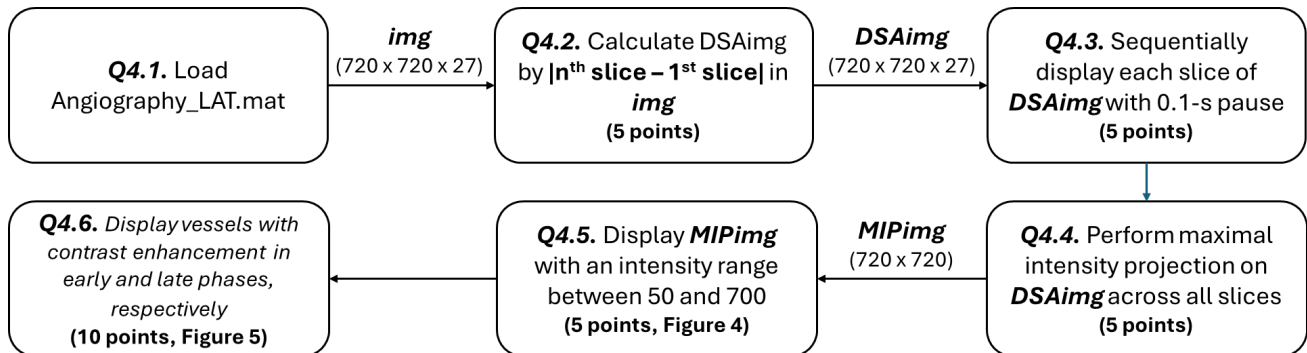 Q4.1. Load
Angiography_LAT.mat
img
(720 x 720 x 27)
Q4.2. Calculate DSAimg
by |nth slice – 1st slice| in
img
(5 points)
DSAimg
(720 x 720 x 27)
Q4.3. Sequentially
display each slice of
DSAimg with 0.1-s pause
(5 points)
Q4.4. Perform maximal
intensity projection on
DSAimg across all slices
(5 points)
MIPimg
(720 x 720)
Q4.5. Display MIPimg
with an intensity range
between 50 and 700
(5 points, Figure 4)
Q4.6. Display vessels with
contrast enhancement in
early and late phases,
respectively
(10 points, Figure 5)